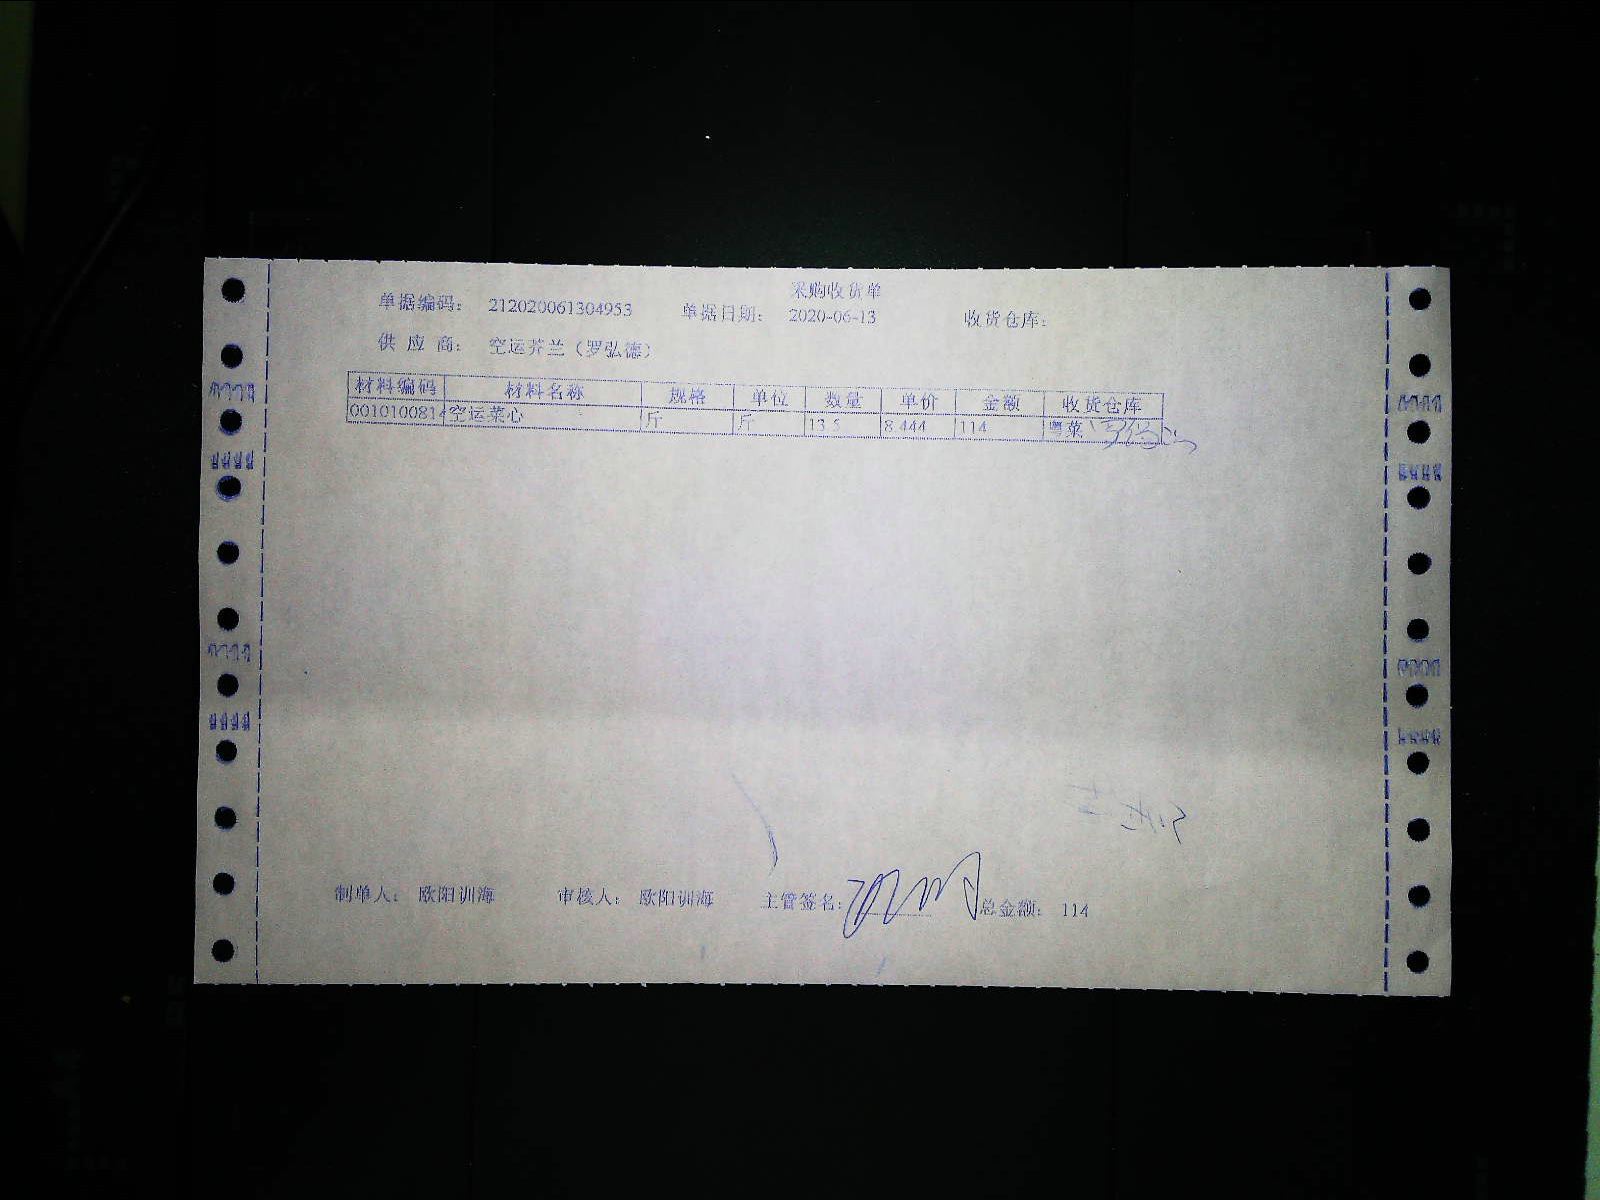 采购收货单
单据编码： 212020061304953 单据日期： 2020-06-13 收货仓库：
供 应 商： 空运芥兰（罗弘德）
材料编码 材料名称 规格 单位 数量 单价 金额 收货仓库
0010100814 空运菜心 斤 斤 13.5 8.444 114 粤菜
制单人： 欧阳训海 审核人： 欧阳训海 主管签名： 总金额： 114